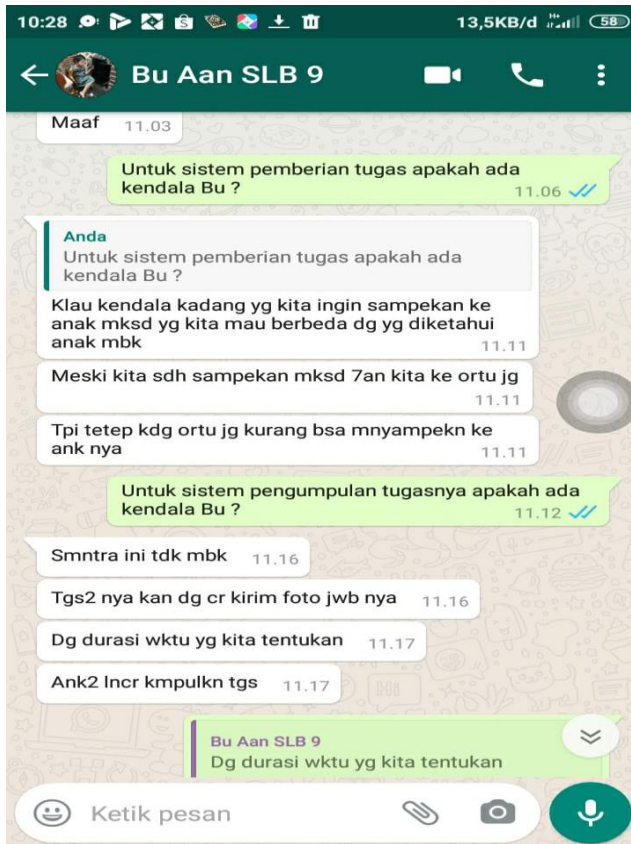 10:28 13,5KB/d 58
Bu Aan SLB 9
Maaf 11.03
Untuk sistem pemberian tugas apakah ada
kendala Bu ? 11.06
Anda
Untuk sistem pemberian tugas apakah ada
kendala Bu ?
Klau kendala kadang yg kita ingin sampekan ke
anak mksd yg kita mau berbeda dg yg diketahui
anak mbk 11.11
Meski kita sdh sampekan mksd 7an kita ke ortu jg
11.11
Tpi tetep kdg ortu jg kurang bsa mnyampekn ke
ank nya 11.11
Untuk sistem pengumpulan tugasnya apakah ada
kendala Bu ? 11.12
Smntra ini tdk mbk 11.16
Tgs2 nya kan dg cr kirim foto jwb nya 11.16
Dg durasi wktu yg kita tentukan 11.17
Ank2 lncr kmpulkn tgs 11.17
Bu Aan SLB 9
Dg durasi wktu yg kita tentukan
Ketik pesan